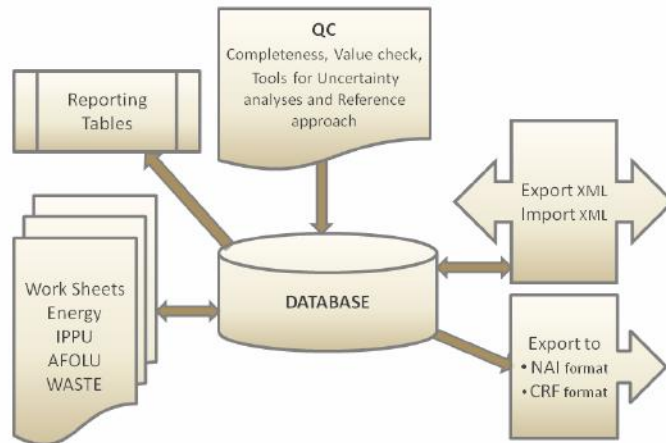 QC
Completeness, Value check,
Tools for Uncertainty
analyses and Reference
approach
Reporting
Tables
Export XML
Import XML
Work Sheets
Energy
IPPU
AFOLU
WASTE
DATABASE
Export to
• NAI format
• CRF format